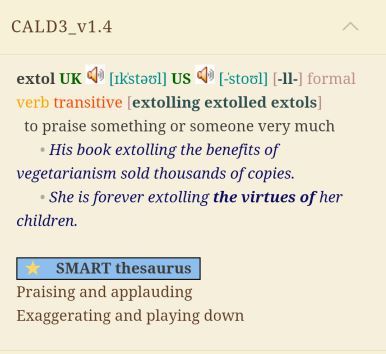 CALD3_v1.4
extol UK [ɪkˈstəʊl] US [-ˈstoʊl] [-ll-] formal
verb transitive [extolling extolled extols]
to praise something or someone very much
• His book extolling the benefits of
vegetarianism sold thousands of copies.
• She is forever extolling the virtues of her
children.
SMART thesaurus
Praising and applauding
Exaggerating and playing down